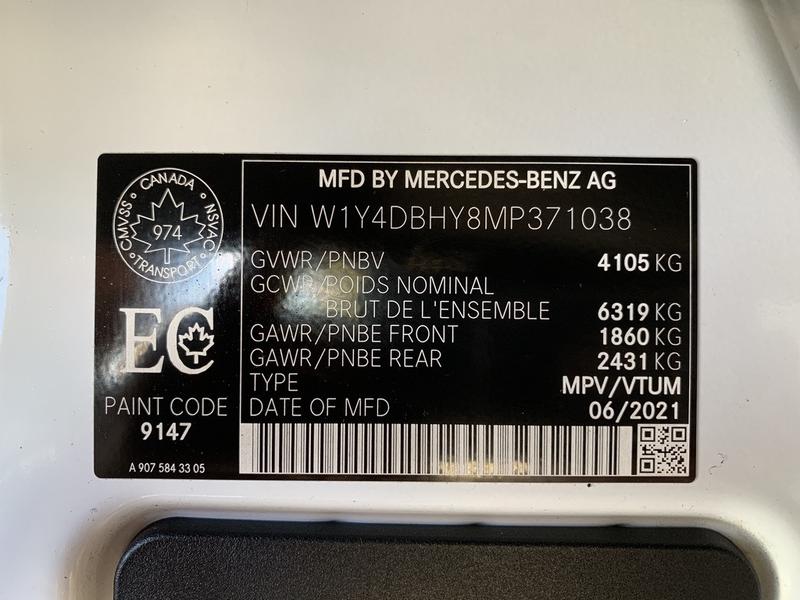 CANADA
CMVSS
974
NSVAC
TRANSPORT
EC
PAINT CODE
9147
A 907 584 33 05
MFD BY MERCEDES-BENZ AG
VIN W1Y4DBHY8MP371038
GVWR/PNBV 4105 KG
GCWR/POIDS NOMINAL
BRUT DE L'ENSEMBLE 6319 KG
GAWR/PNBE FRONT 1860 KG
GAWR/PNBE REAR 2431 KG
TYPE MPV/VTUM
DATE OF MFD 06/2021